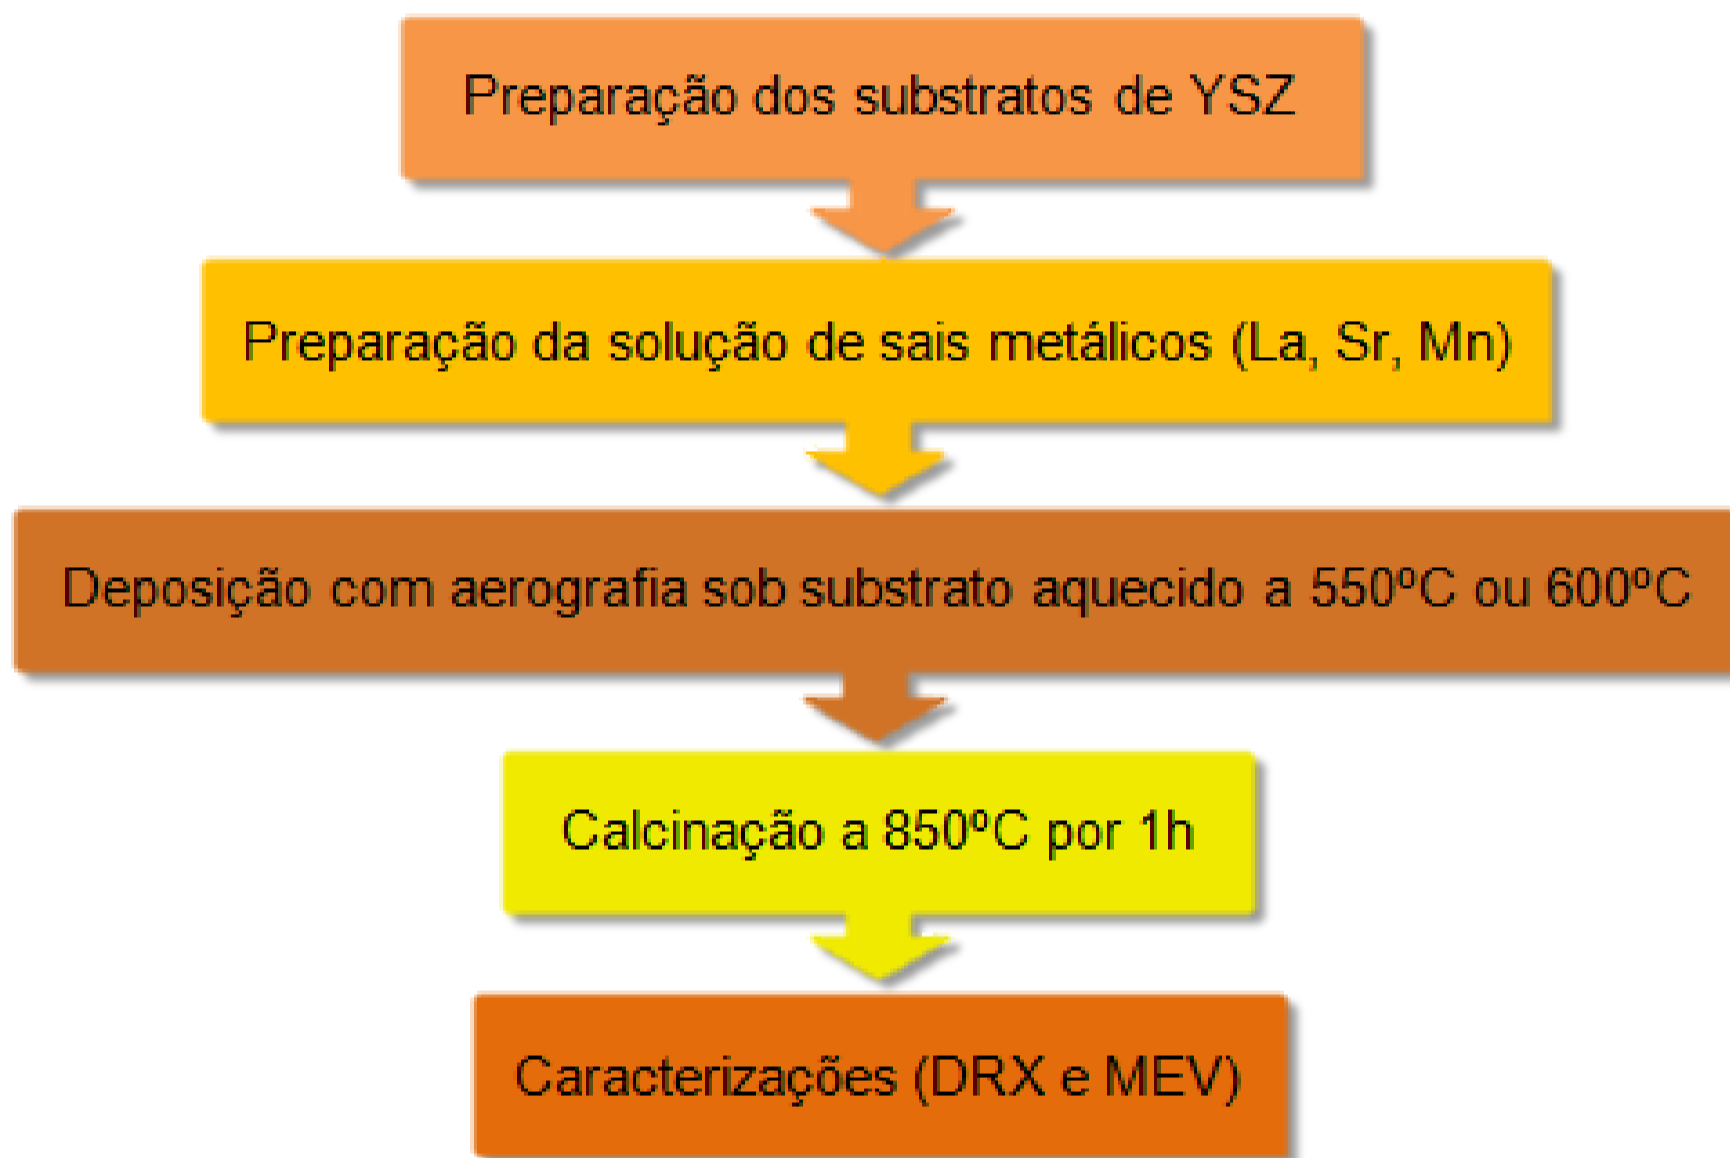 Preparação dos substratos de YSZ
Preparação da solução de sais metálicos (La, Sr, Mn)
Deposição com aerografia sob substrato aquecido a 550ºC ou 600ºC
Calcinação a 850ºC por 1h
Caracterizações (DRX e MEV)